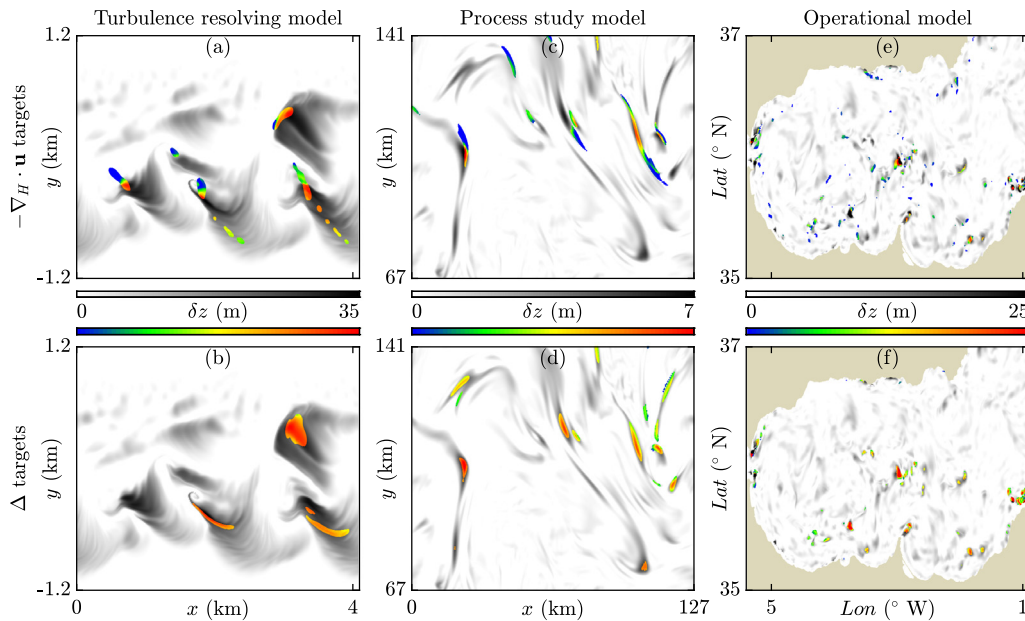 Turbulence resolving model
Process study model
Operational model
1.2
(a)
141
(c)
37
(e)
−∇H · u targets
y (km)
y (km)
Lat (° N)
-1.2
67
35
0 δz (m) 35
0 δz (m) 7
0 δz (m) 25
1.2
(b)
141
(d)
37
(f)
Δ targets
y (km)
y (km)
Lat (° N)
-1.2
67
35
0 x (km) 4
0 x (km) 127
5 Lon (° W) 1